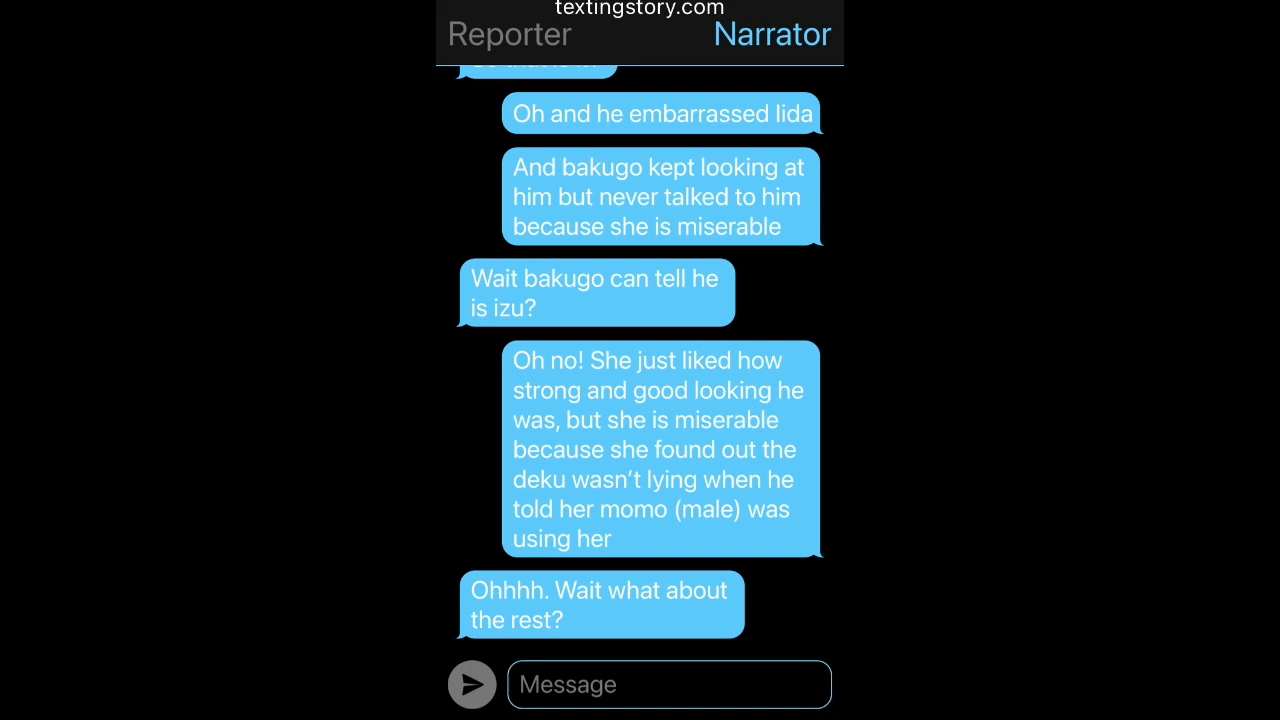 textingstory.com
Reporter
Narrator
Oh and he embarrassed Iida
And bakugo kept looking at
him but never talked to him
because she is miserable
Wait bakugo can tell he
is izu?
Oh no! She just liked how
strong and good looking he
was, but she is miserable
because she found out the
deku wasn’t lying when he
told her momo (male) was
using her
Ohhhh. Wait what about
the rest?
Message